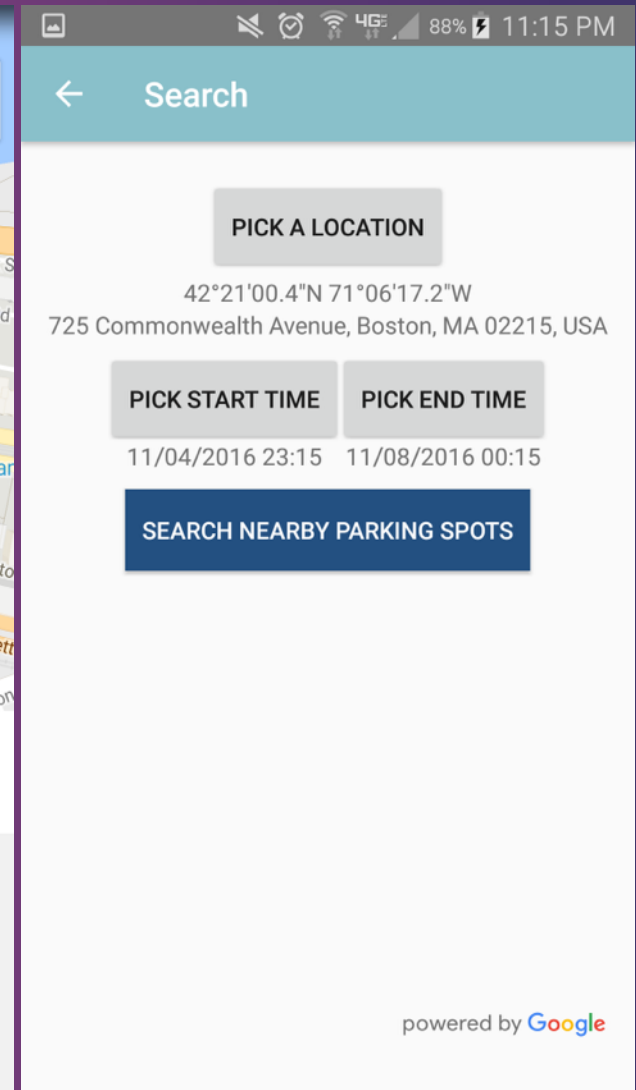 4G 88% 11:15 PM
Search
PICK A LOCATION
42°21'00.4"N 71°06'17.2"W
725 Commonwealth Avenue, Boston, MA 02215, USA
PICK START TIME PICK END TIME
11/04/2016 23:15 11/08/2016 00:15
SEARCH NEARBY PARKING SPOTS
powered by Google